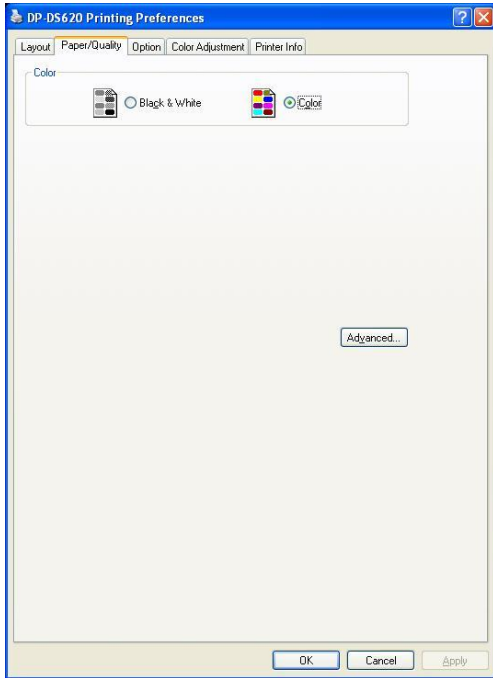 DP-DS620 Printing Preferences
Layout Paper/Quality Option Color Adjustment Printer Info
Color
Black & White Color
Advanced...
OK Cancel Apply